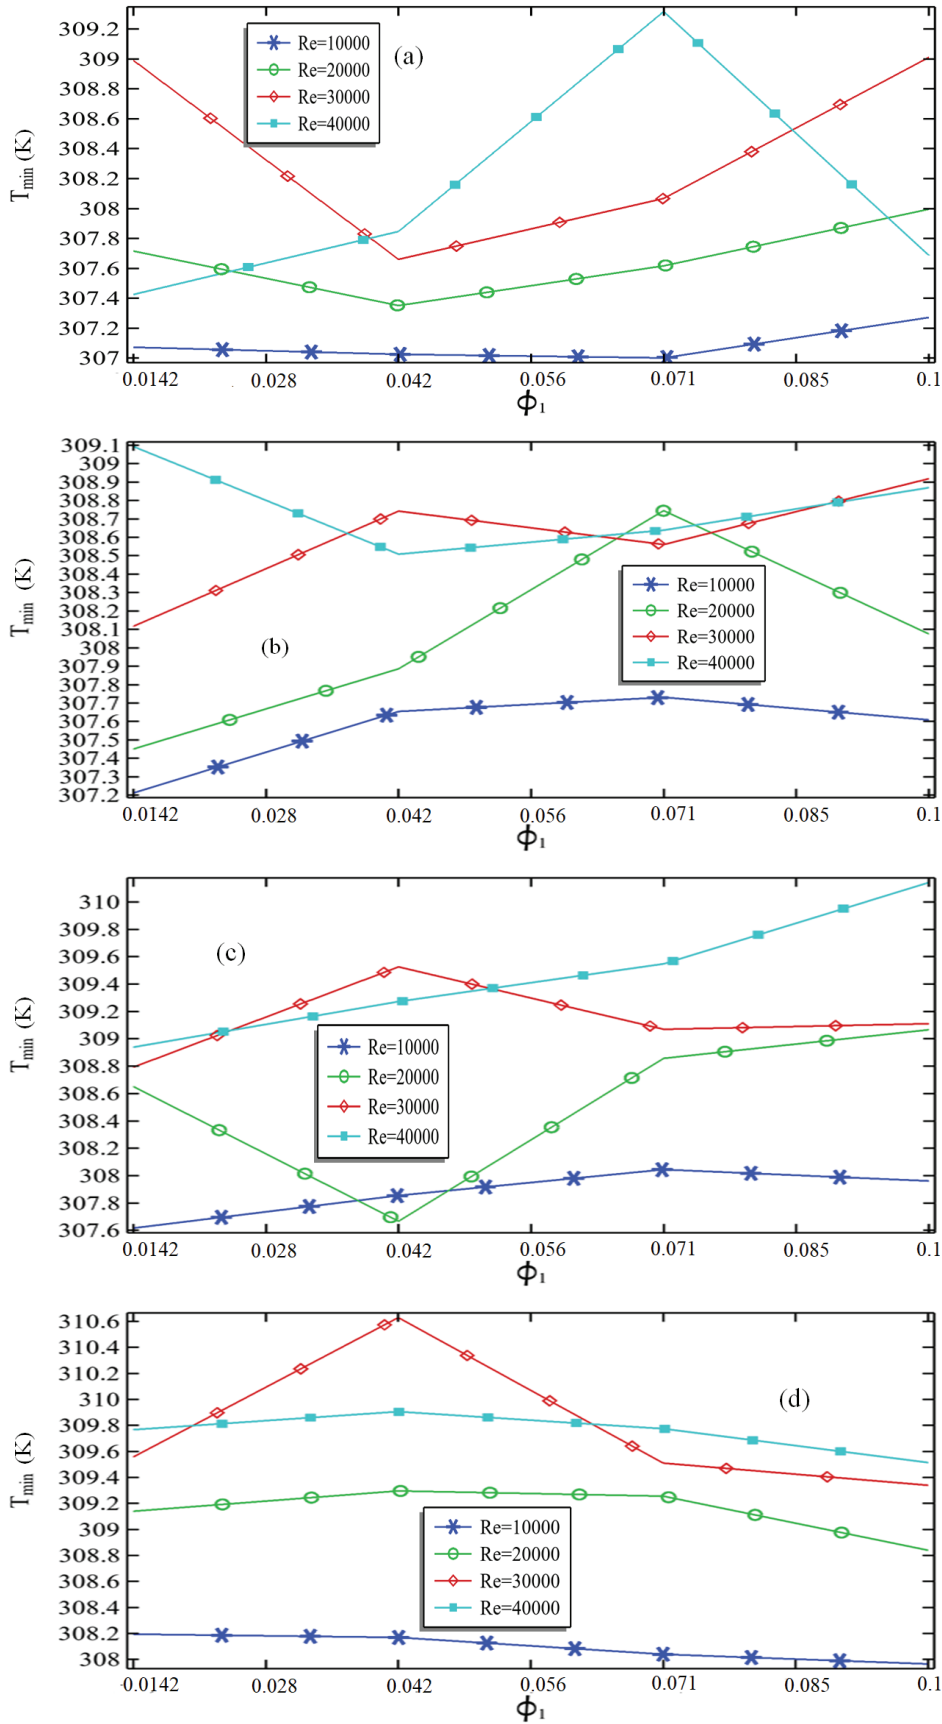 309.2
309
308.8
308.6
308.4
308.2
308
307.8
307.6
307.4
307.2
307
T_min (K)
Re=10000
Re=20000
Re=30000
Re=40000
(a)
0.0142 0.028 0.042 0.056 0.071 0.085 0.1
ϕ₁
309.1
309
308.9
308.8
308.7
308.6
308.5
308.4
308.3
308.2
308.1
308
307.9
307.8
307.7
307.6
307.5
307.4
307.3
307.2
T_min (K)
(b)
Re=10000
Re=20000
Re=30000
Re=40000
0.0142 0.028 0.042 0.056 0.071 0.085 0.1
ϕ₁
310
309.8
309.6
309.4
309.2
309
308.8
308.6
308.4
308.2
308
307.8
307.6
T_min (K)
(c)
Re=10000
Re=20000
Re=30000
Re=40000
0.0142 0.028 0.042 0.056 0.071 0.085 0.1
ϕ₁
310.6
310.4
310.2
310
309.8
309.6
309.4
309.2
309
308.8
308.6
308.4
308.2
308
T_min (K)
(d)
Re=10000
Re=20000
Re=30000
Re=40000
0.0142 0.028 0.042 0.056 0.071 0.085 0.1
ϕ₁